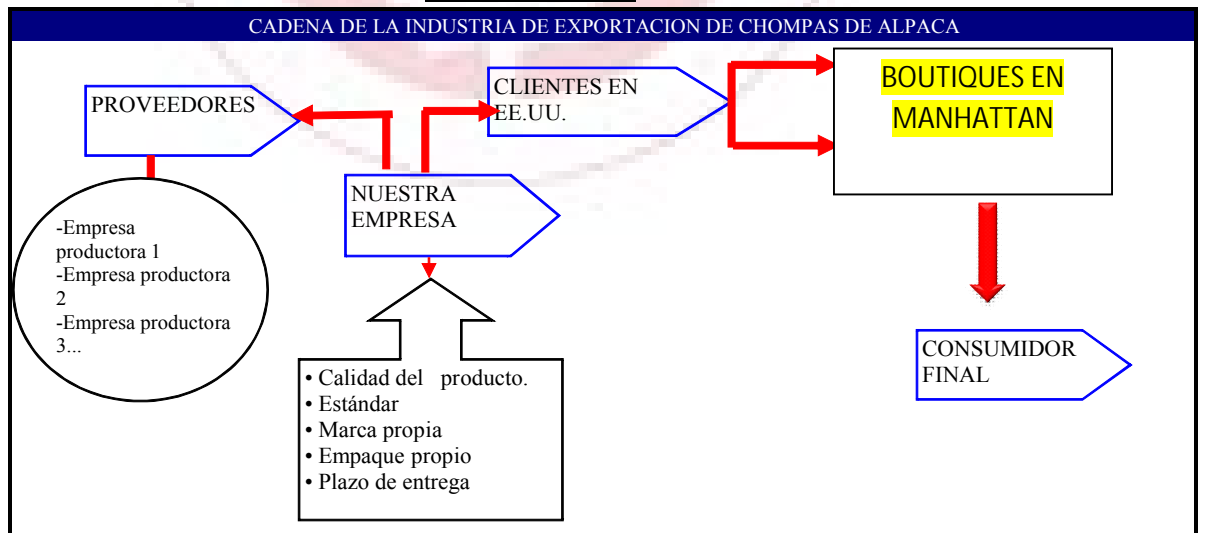 CADENA DE LA INDUSTRIA DE EXPORTACION DE CHOMPAS DE ALPACA
PROVEEDORES
CLIENTES EN
EE.UU.
BOUTIQUES EN
MANHATTAN
NUESTRA
EMPRESA
-Empresa
productora 1
-Empresa productora
2
-Empresa productora
3...
CONSUMIDOR
FINAL
• Calidad del producto.
• Estándar
• Marca propia
• Empaque propio
• Plazo de entrega